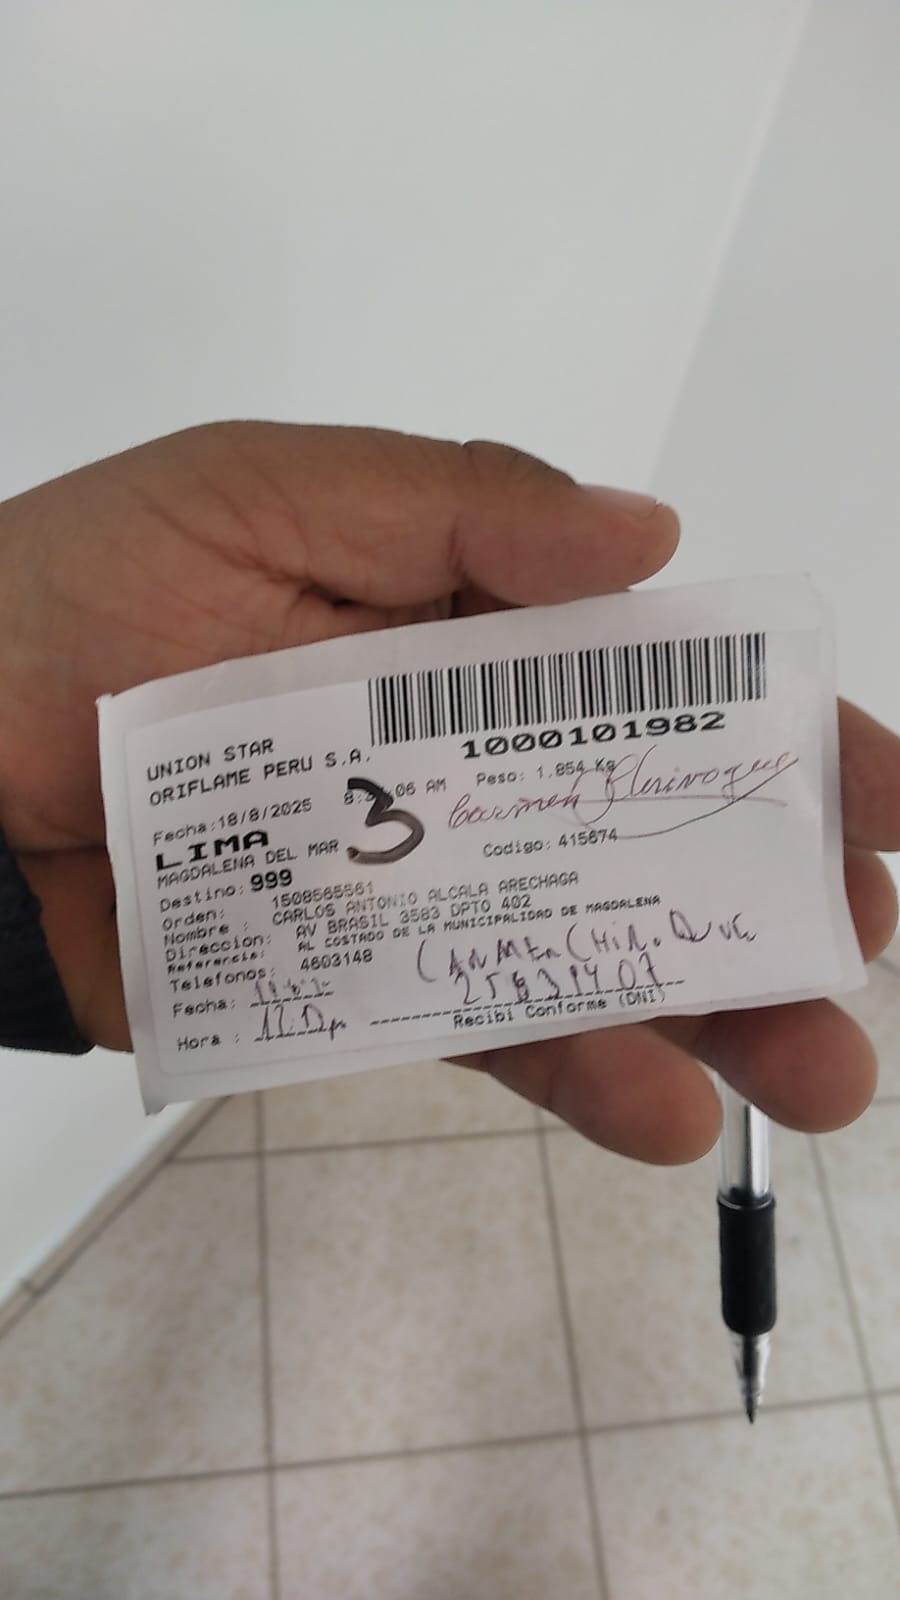 1000101982
UNION STAR
ORIFLAME PERU S.A.
Fecha:18/8/2025 06 AM Peso: 1.854 Kg
3
LIMA
Carmen
MAGDALENA DEL MAR Codigo: 415674
Destino: 999
Orden: 1508565561
Nombre : CARLOS ANTONIO ALCALA ARECHAGA
Direccion: AV BRASIL 3583 DPTO 402
Referencia: AL COSTADO DE LA MUNICIPALIDAD DE MAGDALENA
Telefonos: 4603148
CARMEN
Fecha:
Hora :
Recibi Conforme (DNI)